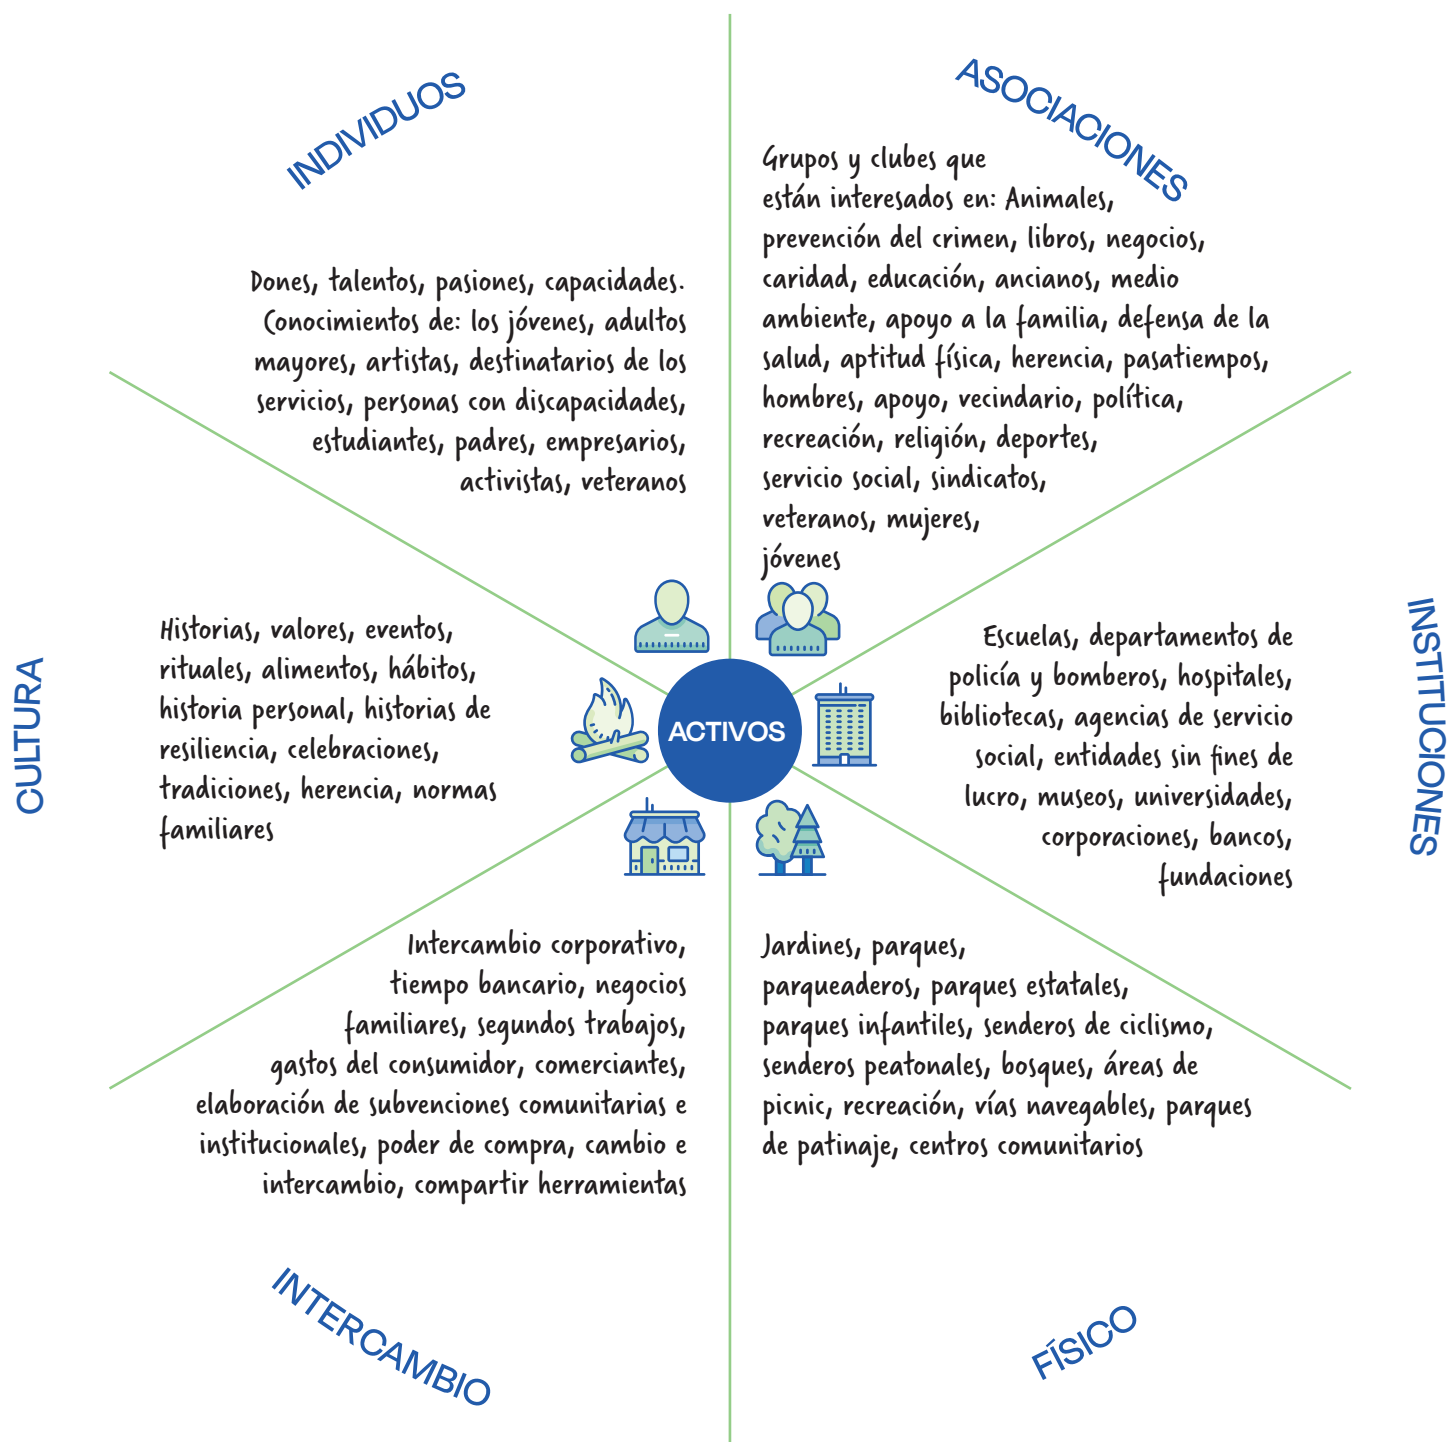 INDIVIDUOS
Dones, talentos, pasiones, capacidades.
Conocimientos de: los jóvenes, adultos
mayores, artistas, destinatarios de los
servicios, personas con discapacidades,
estudiantes, padres, empresarios,
activistas, veteranos
ASOCIACIONES
Grupos y clubes que
están interesados en: Animales,
prevención del crimen, libros, negocios,
caridad, educación, ancianos, medio
ambiente, apoyo a la familia, defensa de la
salud, aptitud física, herencia, pasatiempos,
hombres, apoyo, vecindario, política,
recreación, religión, deportes,
servicio social, sindicatos,
veteranos, mujeres,
jóvenes
CULTURA
Historias, valores, eventos,
rituales, alimentos, hábitos,
historia personal, historias de
resiliencia, celebraciones,
tradiciones, herencia, normas
familiares
ACTIVOS
Escuelas, departamentos de
policía y bomberos, hospitales,
bibliotecas, agencias de servicio
social, entidades sin fines de
lucro, museos, universidades,
corporaciones, bancos,
fundaciones
INSTITUCIONES
Intercambio corporativo,
tiempo bancario, negocios
familiares, segundos trabajos,
gastos del consumidor, comerciantes,
elaboración de subvenciones comunitarias e
institucionales, poder de compra, cambio e
intercambio, compartir herramientas
INTERCAMBIO
Jardines, parques,
parqueaderos, parques estatales,
parques infantiles, senderos de ciclismo,
senderos peatonales, bosques, áreas de
picnic, recreación, vías navegables, parques
de patinaje, centros comunitarios
FÍSICO